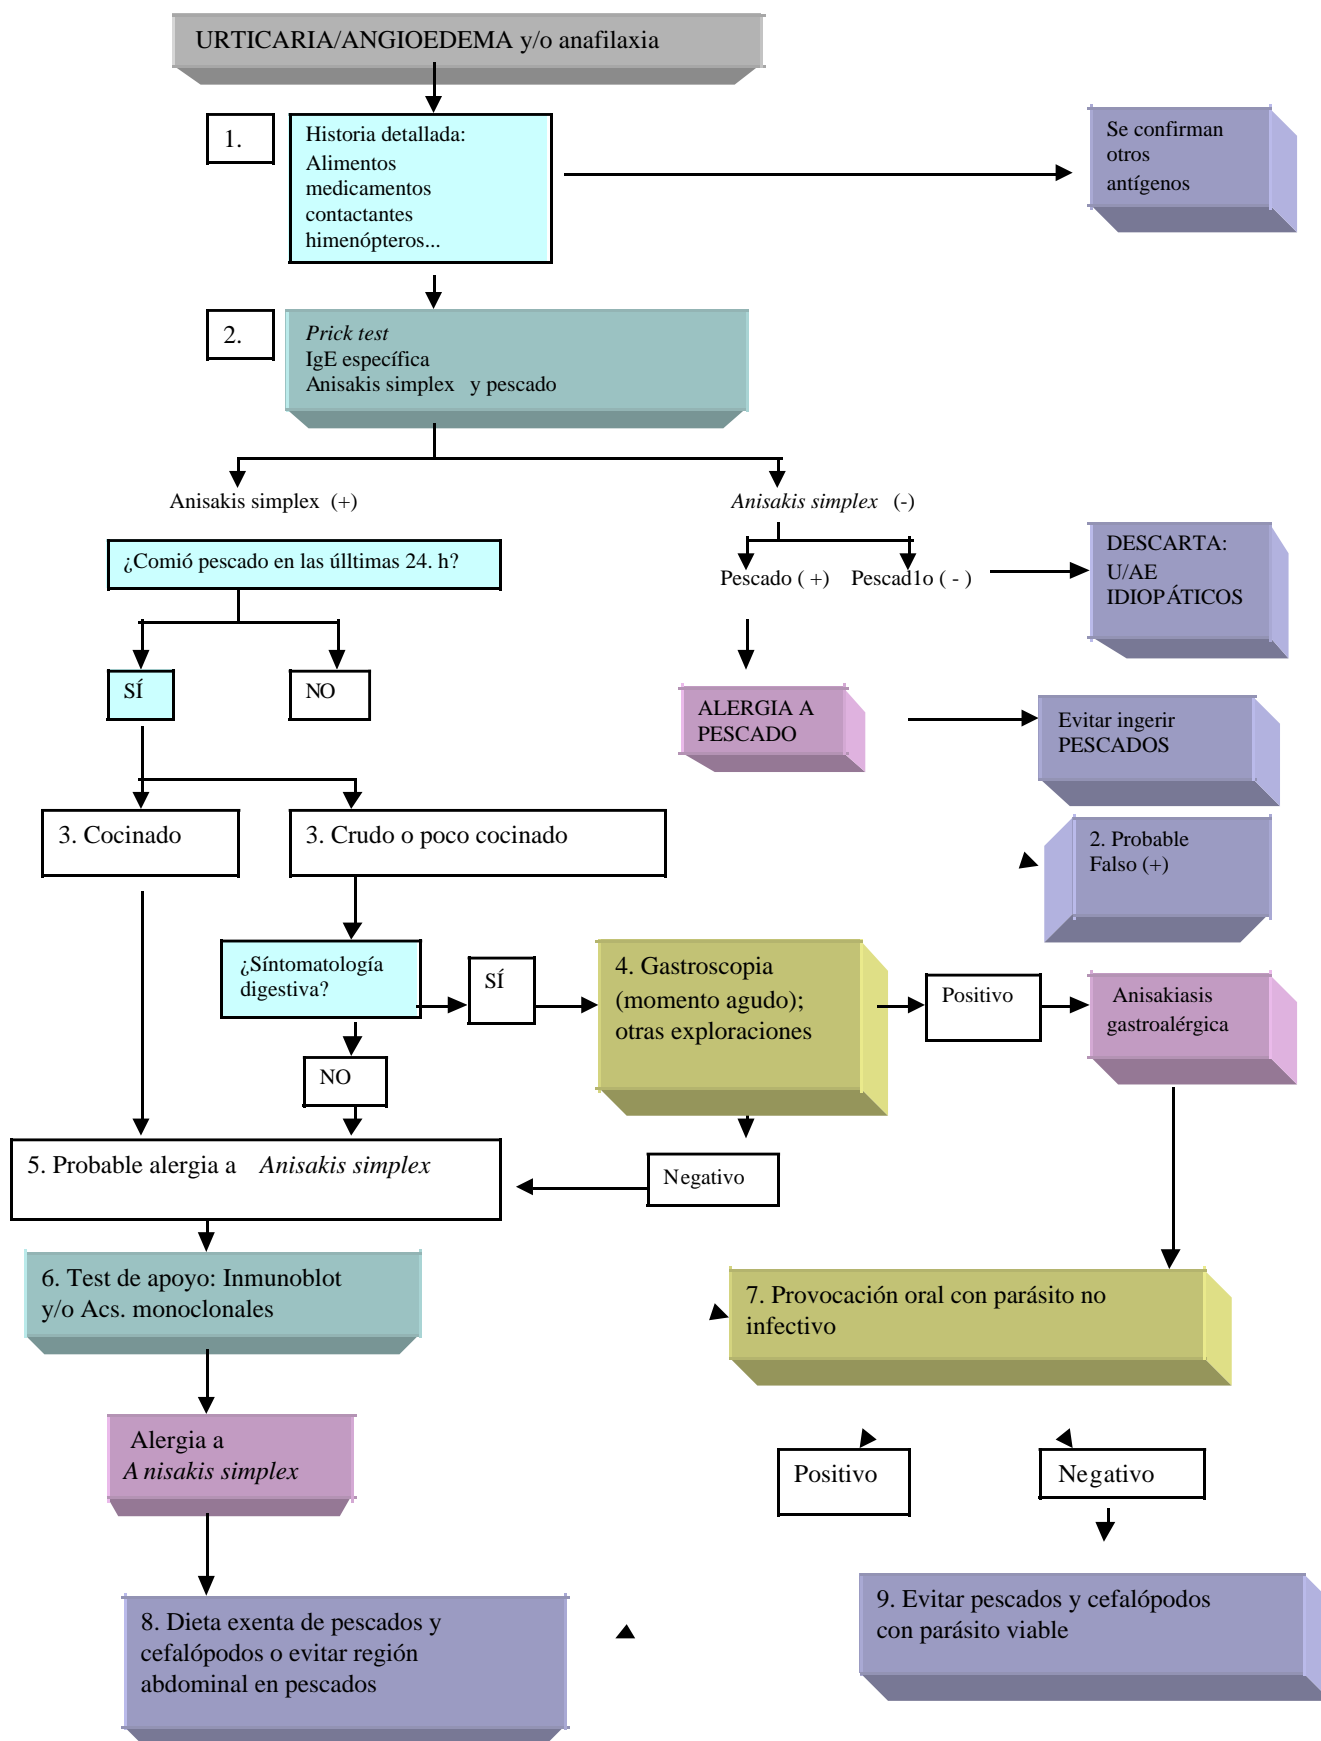 URTICARIA/ANGIOEDEMA y/o anafilaxia
1.
Historia detallada:
Alimentos
medicamentos
contactantes
himenópteros...
Se confirman
otros
antígenos
2.
Prick test
IgE específica
Anisakis simplex y pescado
Anisakis simplex (+)
Anisakis simplex (-)
¿Comió pescado en las úlltimas 24. h?
Pescado ( +)
Pescad1o ( - )
DESCARTA:
U/AE
IDIOPÁTICOS
SÍ
NO
ALERGIA A
PESCADO
Evitar ingerir
PESCADOS
3. Cocinado
3. Crudo o poco cocinado
2. Probable
Falso (+)
¿Síntomatología
digestiva?
SÍ
4. Gastroscopia
(momento agudo);
otras exploraciones
Positivo
Anisakiasis
gastroalérgica
NO
5. Probable alergia a Anisakis simplex
Negativo
6. Test de apoyo: Inmunoblot
y/o Acs. monoclonales
7. Provocación oral con parásito no
infectivo
Alergia a
A nisakis simplex
Positivo
Negativo
8. Dieta exenta de pescados y
cefalópodos o evitar región
abdominal en pescados
9. Evitar pescados y cefalópodos
con parásito viable